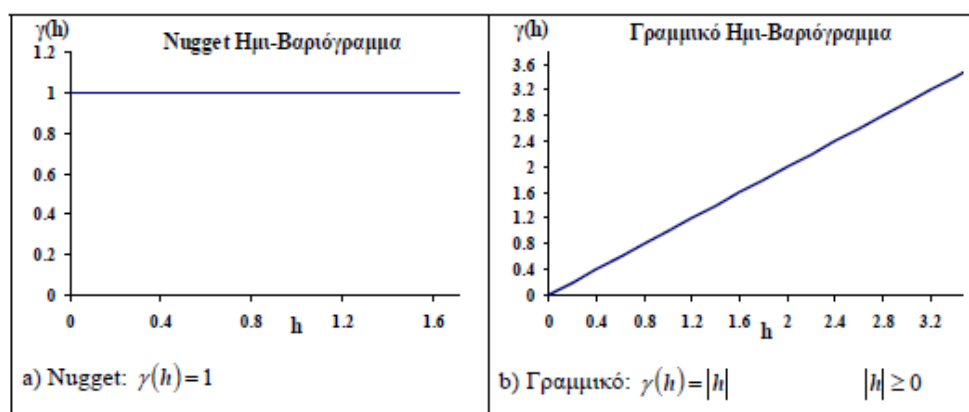 γ(h)
Nugget Ημι-Βαριόγραμμα
1.2
1
0.8
0.6
0.4
0.2
0
0 0.4 0.8 1.2 1.6
h
a) Nugget: γ(h)=1
γ(h)
Γραμμικό Ημι-Βαριόγραμμα
3.6
3.2
2.8
2.4
2
1.6
1.2
0.8
0.4
0
0 0.4 0.8 1.2 1.6 2 2.4 2.8 3.2
h
b) Γραμμικό: γ(h)=|h| |h| ≥ 0